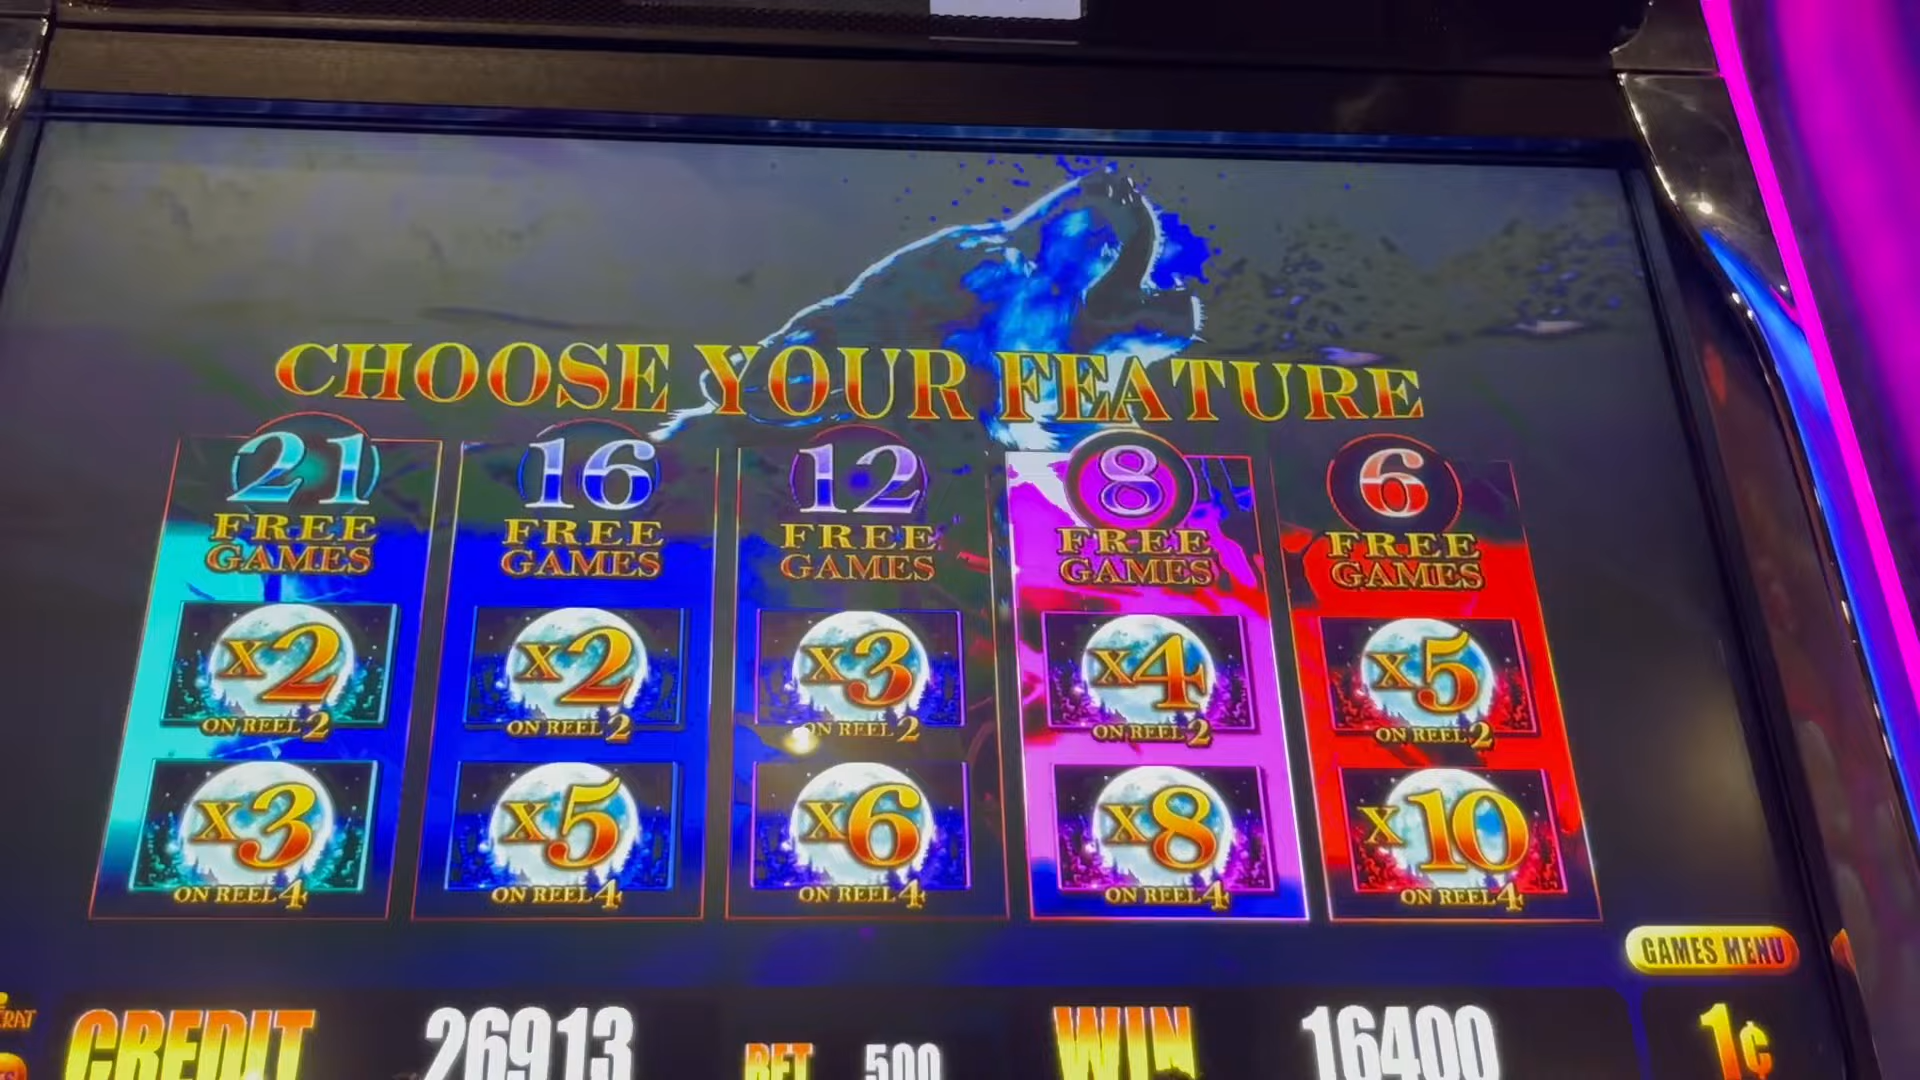 CHOOSE YOUR FEATURE
21 16 12 8 6
FREE FREE FREE FREE FREE
GAMES GAMES GAMES GAMES GAMES
x2 x2 x3 x4 x5
ON REEL 2 ON REEL 2 ON REEL 2 ON REEL 2 ON REEL 2
x3 x5 x6 x8 x10
ON REEL 4 ON REEL 4 ON REEL 4 ON REEL 4 ON REEL 4
GAMES MENU
CREDIT 26913 BET 500 WIN 16400 1¢